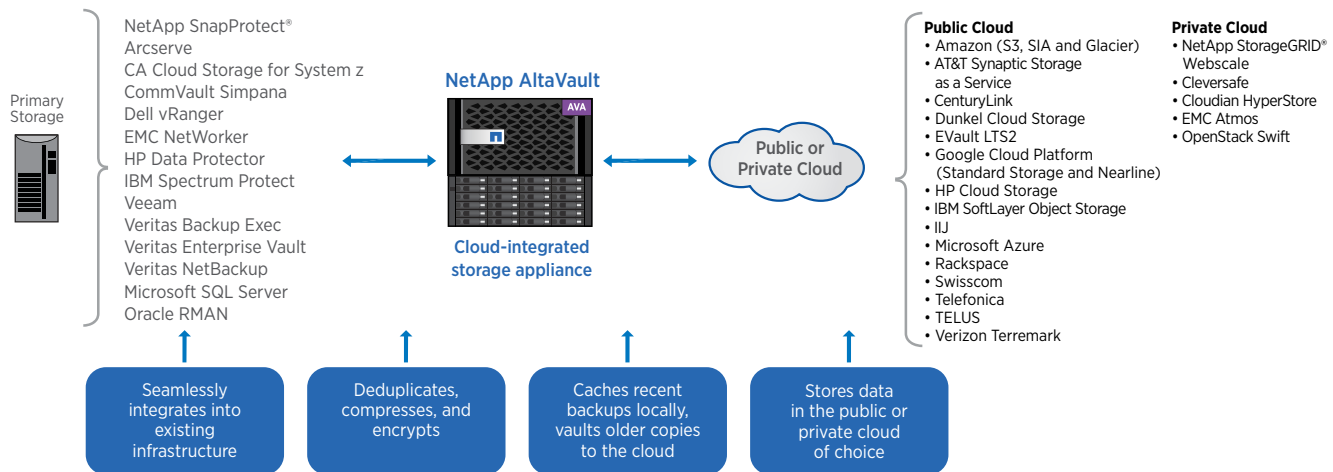 Primary
Storage
NetApp SnapProtect®
Arcserve
CA Cloud Storage for System z
CommVault Simpana
Dell vRanger
EMC NetWorker
HP Data Protector
IBM Spectrum Protect
Veeam
Veritas Backup Exec
Veritas Enterprise Vault
Veritas NetBackup
Microsoft SQL Server
Oracle RMAN
NetApp AltaVault
AVA
Cloud-integrated
storage appliance
Public or
Private Cloud
Public Cloud
• Amazon (S3, SIA and Glacier)
• AT&T Synaptic Storage
as a Service
• CenturyLink
• Dunkel Cloud Storage
• EVault LTS2
• Google Cloud Platform
(Standard Storage and Nearline)
• HP Cloud Storage
• IBM SoftLayer Object Storage
• IIJ
• Microsoft Azure
• Rackspace
• Swisscom
• Telefonica
• TELUS
• Verizon Terremark
Private Cloud
• NetApp StorageGRID®
Webscale
• Cleversafe
• Cloudian HyperStore
• EMC Atmos
• OpenStack Swift
Seamlessly
integrates into
existing
infrastructure
Deduplicates,
compresses, and
encrypts
Caches recent
backups locally,
vaults older copies
to the cloud
Stores data
in the public or
private cloud
of choice